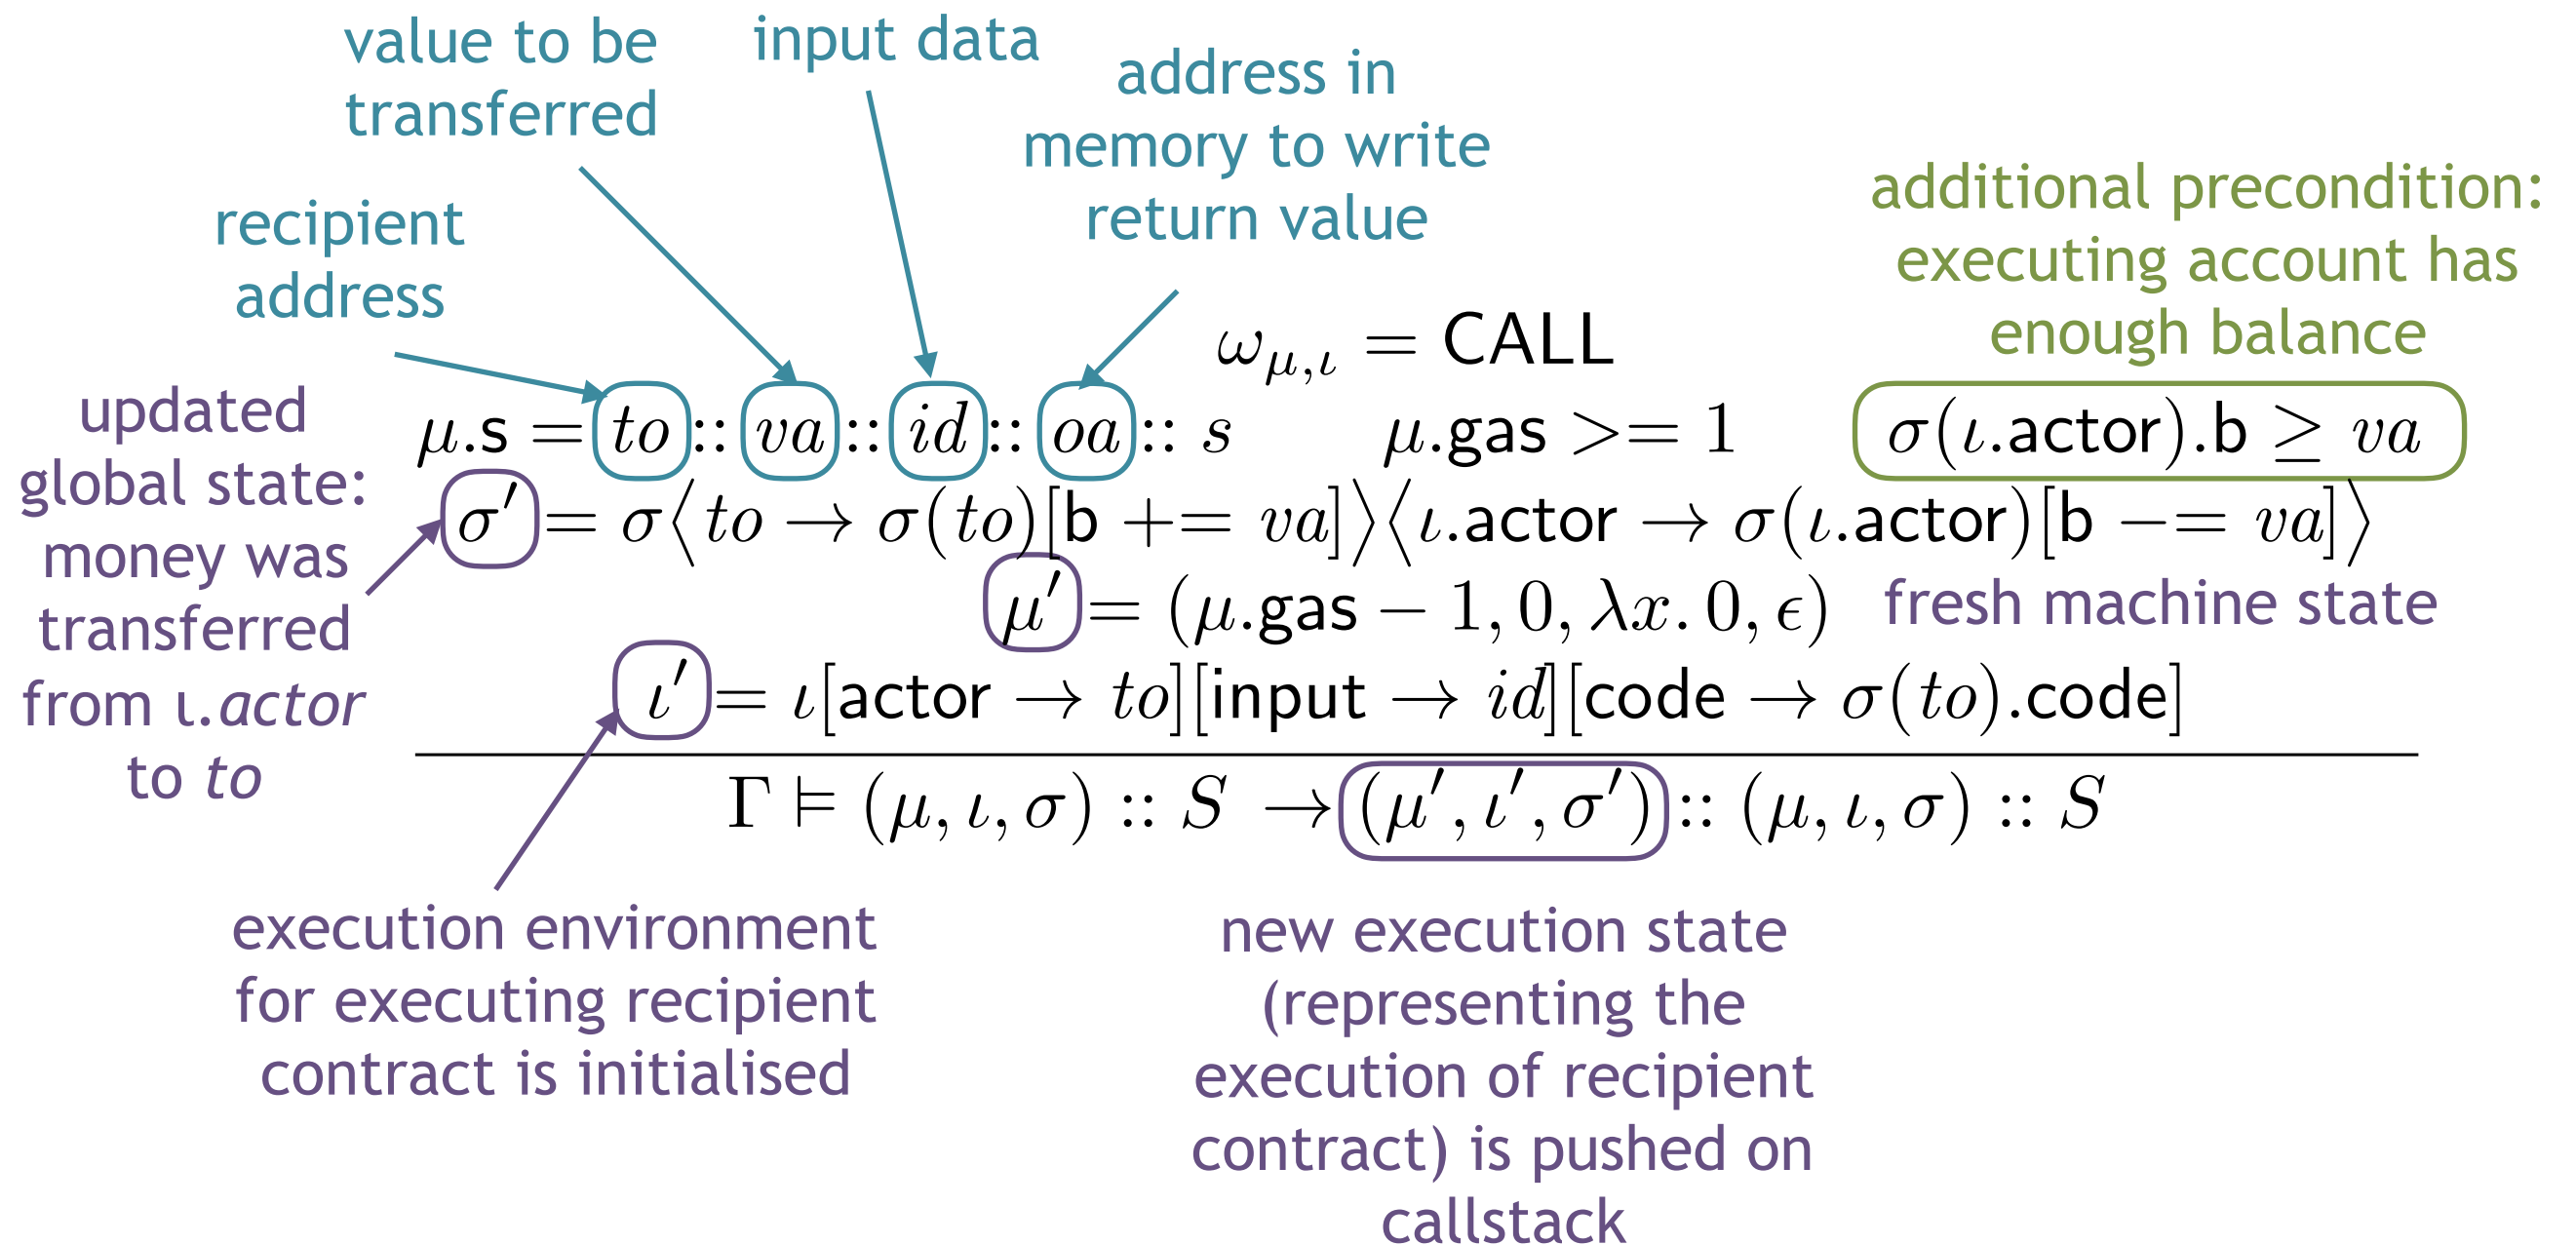 value to be
transferred
input data
address in
memory to write
return value
recipient
address
additional precondition:
executing account has
enough balance
updated
global state:
money was
transferred
from ι.actor
to to
ω_{μ,ι} = CALL
μ.s = to :: va :: id :: oa :: s    μ.gas >= 1    σ(ι.actor).b ≥ va
σ′ = σ⟨to → σ(to)[b += va]⟩⟨ι.actor → σ(ι.actor)[b −= va]⟩
μ′ = (μ.gas − 1, 0, λx. 0, ϵ)    fresh machine state
ι′ = ι[actor → to][input → id][code → σ(to).code]
Γ ⊨ (μ, ι, σ) :: S → (μ′, ι′, σ′) :: (μ, ι, σ) :: S
execution environment
for executing recipient
contract is initialised
new execution state
(representing the
execution of recipient
contract) is pushed on
callstack